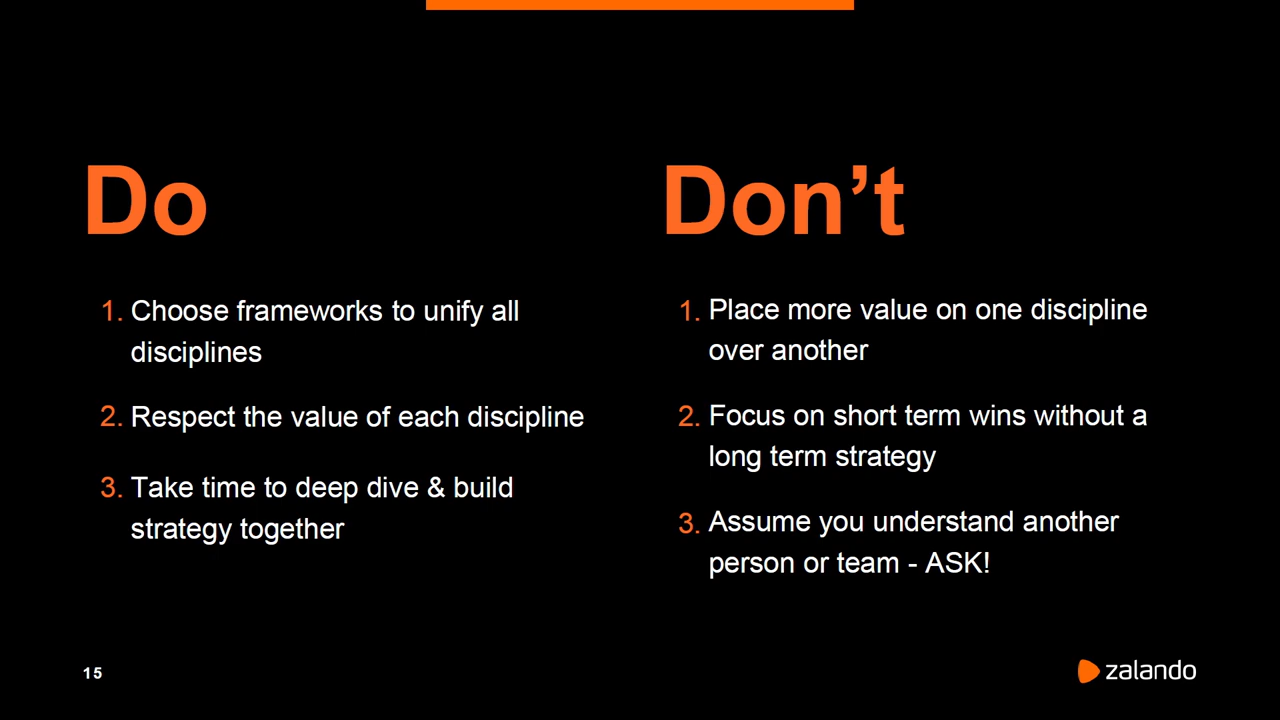 Do
1. Choose frameworks to unify all
disciplines
2. Respect the value of each discipline
3. Take time to deep dive & build
strategy together
Don’t
1. Place more value on one discipline
over another
2. Focus on short term wins without a
long term strategy
3. Assume you understand another
person or team - ASK!
15
zalando